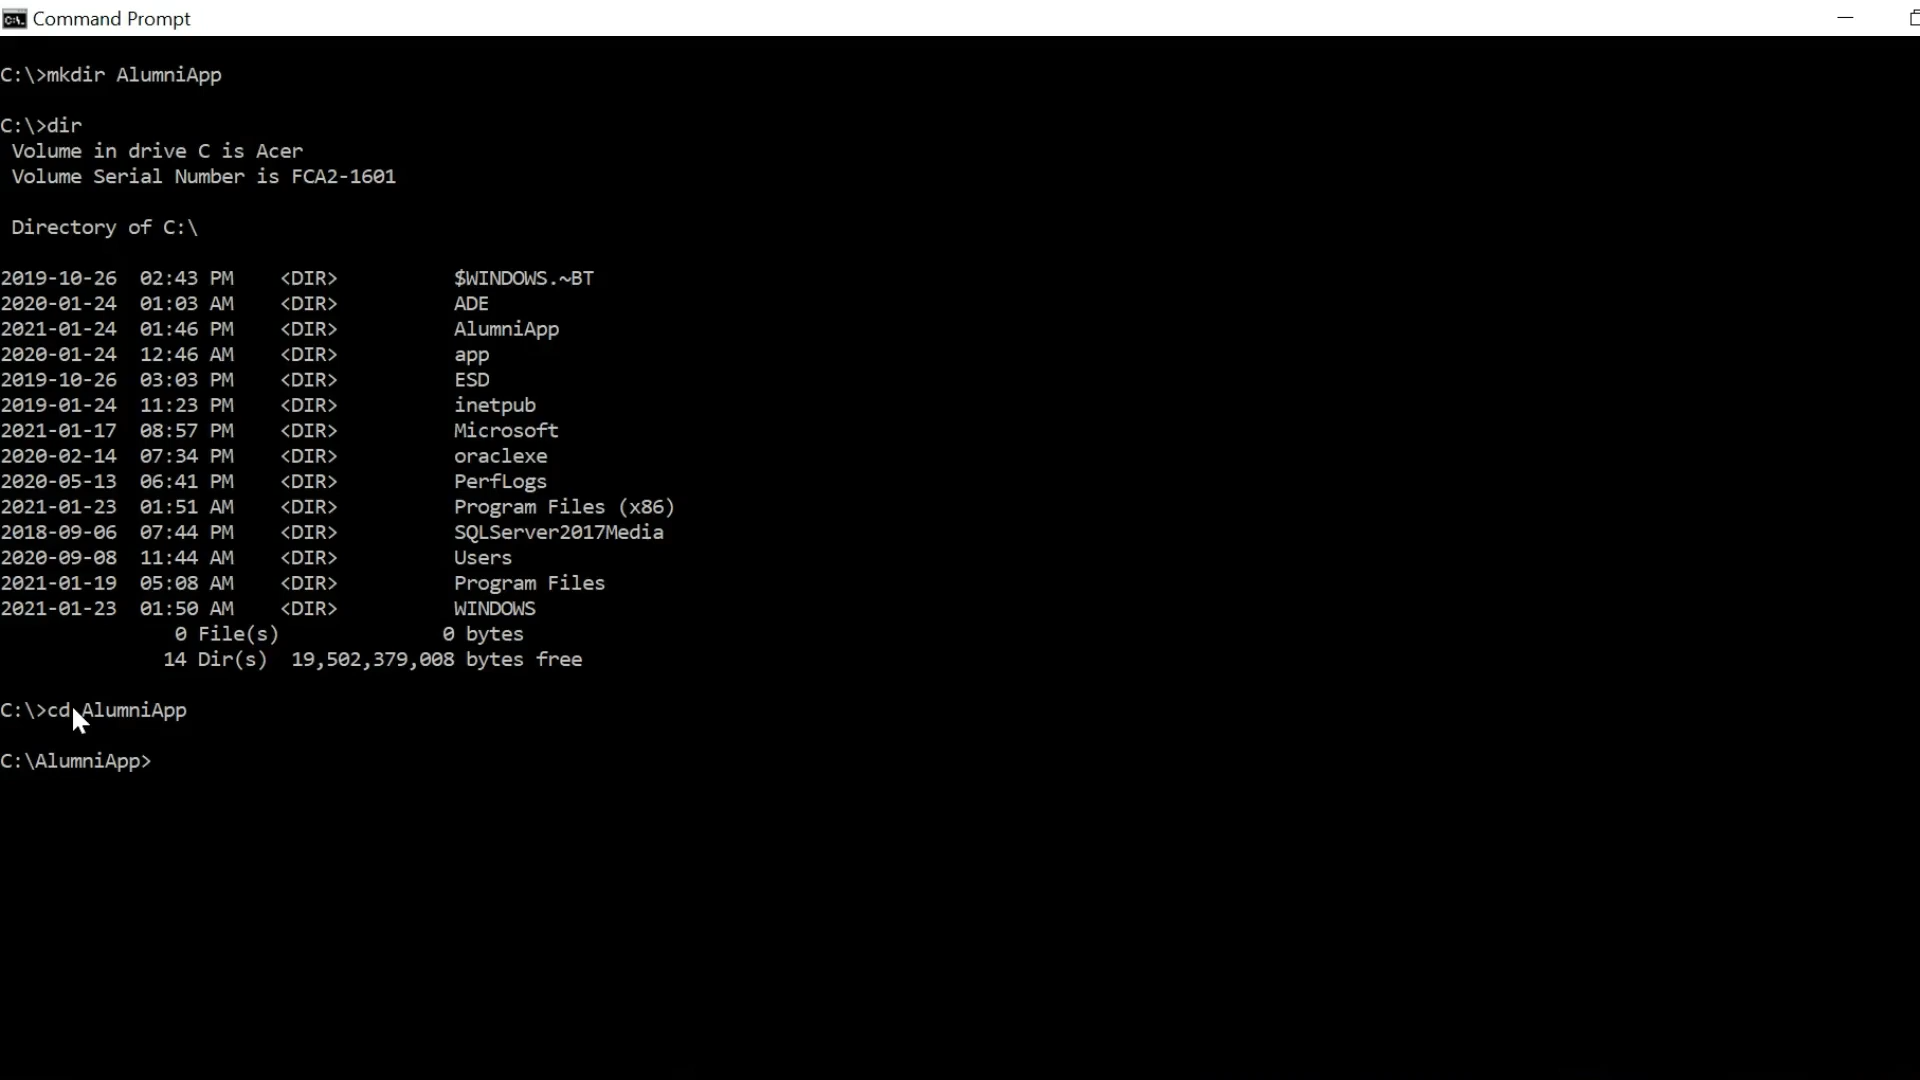 Command Prompt
C:\>mkdir AlumniApp
C:\>dir
Volume in drive C is Acer
Volume Serial Number is FCA2-1601
Directory of C:\
2019-10-26  02:43 PM    <DIR>          $WINDOWS.~BT
2020-01-24  01:03 AM    <DIR>          ADE
2021-01-24  01:46 PM    <DIR>          AlumniApp
2020-01-24  12:46 AM    <DIR>          app
2019-10-26  03:03 PM    <DIR>          ESD
2019-01-24  11:23 PM    <DIR>          inetpub
2021-01-17  08:57 PM    <DIR>          Microsoft
2020-02-14  07:34 PM    <DIR>          oraclexe
2020-05-13  06:41 PM    <DIR>          PerfLogs
2021-01-23  01:51 AM    <DIR>          Program Files (x86)
2018-09-06  07:44 PM    <DIR>          SQLServer2017Media
2020-09-08  11:44 AM    <DIR>          Users
2021-01-19  05:08 AM    <DIR>          Program Files
2021-01-23  01:50 AM    <DIR>          WINDOWS
0 File(s)              0 bytes
14 Dir(s)  19,502,379,008 bytes free
C:\>cd AlumniApp
C:\AlumniApp>